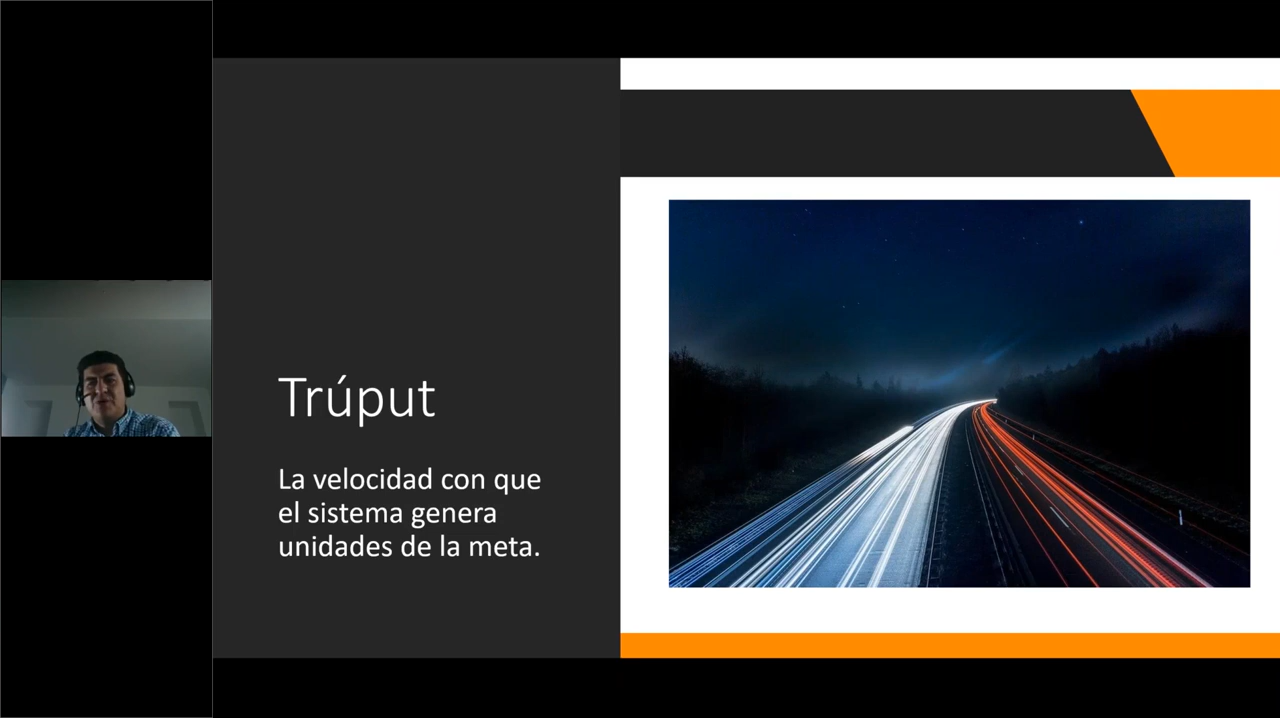 Trúput
La velocidad con que
el sistema genera
unidades de la meta.